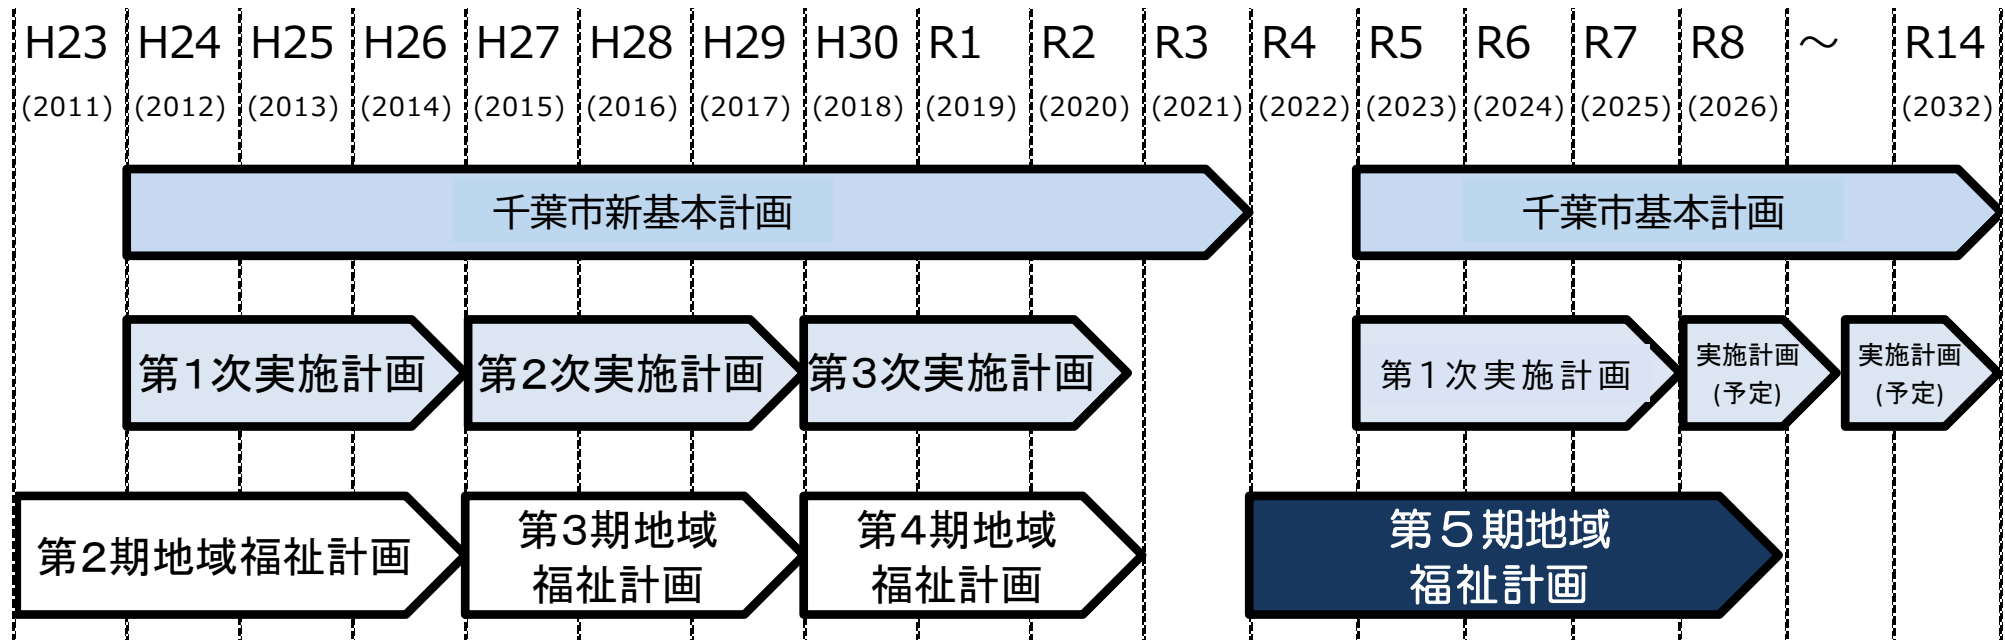 H23 H24 H25 H26 H27 H28 H29 H30 R1 R2 R3 R4 R5 R6 R7 R8 ～ R14
(2011) (2012) (2013) (2014) (2015) (2016) (2017) (2018) (2019) (2020) (2021) (2022) (2023) (2024) (2025) (2026) (2032)
千葉市新基本計画
千葉市基本計画
第1次実施計画
第2次実施計画
第3次実施計画
第１次実施計画
実施計画
(予定)
実施計画
(予定)
第2期地域福祉計画
第3期地域
福祉計画
第4期地域
福祉計画
第５期地域
福祉計画